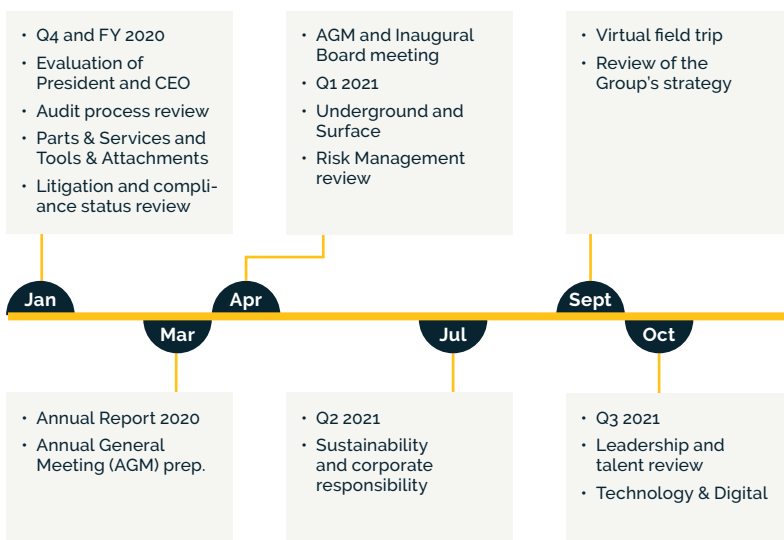 • Q4 and FY 2020
• Evaluation of
President and CEO
• Audit process review
• Parts & Services and
Tools & Attachments
• Litigation and compli-
ance status review
• AGM and Inaugural
Board meeting
• Q1 2021
• Underground and
Surface
• Risk Management
review
• Virtual field trip
• Review of the
Group's strategy
Jan
Apr
Sept
Mar
Jul
Oct
• Annual Report 2020
• Annual General
Meeting (AGM) prep.
• Q2 2021
• Sustainability
and corporate
responsibility
• Q3 2021
• Leadership and
talent review
• Technology & Digital